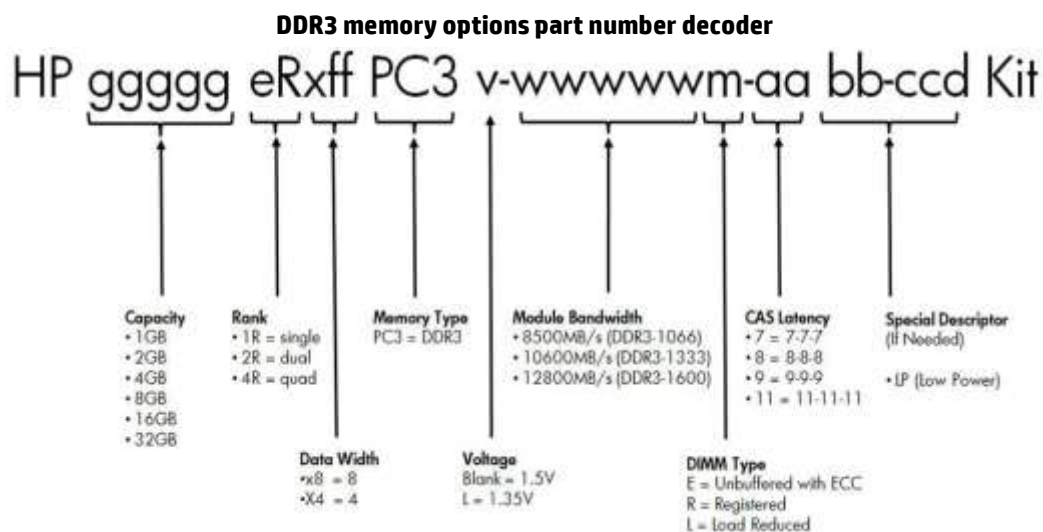 DDR3 memory options part number decoder
HP ggggg eRxff PC3 v-wwwwwm-aa bb-ccd Kit
Capacity
• 1GB
• 2GB
• 4GB
• 8GB
• 16GB
• 32GB
Rank
• 1R = single
• 2R = dual
• 4R = quad
Memory Type
PC3 = DDR3
Module Bandwidth
• 8500MB/s (DDR3-1066)
• 10600MB/s (DDR3-1333)
• 12800MB/s (DDR3-1600)
CAS Latency
• 7 = 7-7-7
• 8 = 8-8-8
• 9 = 9-9-9
• 11 = 11-11-11
Special Descriptor
(If Needed)
• LP (Low Power)
Data Width
•x8 = 8
•X4 = 4
Voltage
Blank = 1.5V
L = 1.35V
DIMM Type
E = Unbuffered with ECC
R = Registered
L = Load Reduced